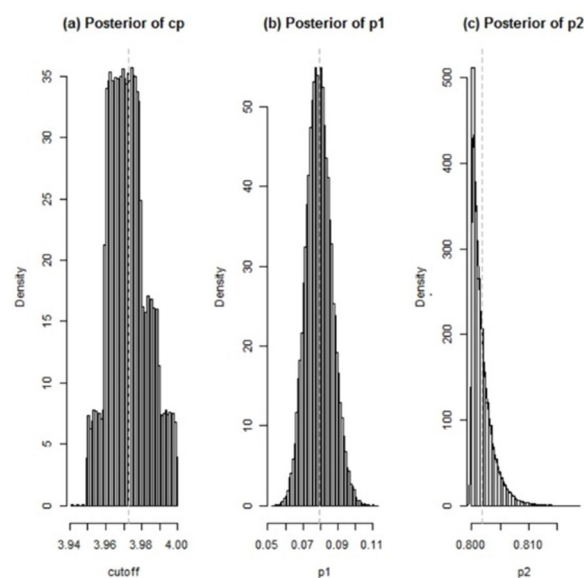 (a) Posterior of cp
Density
0 5 10 15 20 25 30 35
3.94 3.96 3.98 4.00
cutoff
(b) Posterior of p1
Density
0 10 20 30 40 50
0.05 0.07 0.09 0.11
p1
(c) Posterior of p2
Density
0 100 200 300 400 500
0.800 0.810
p2